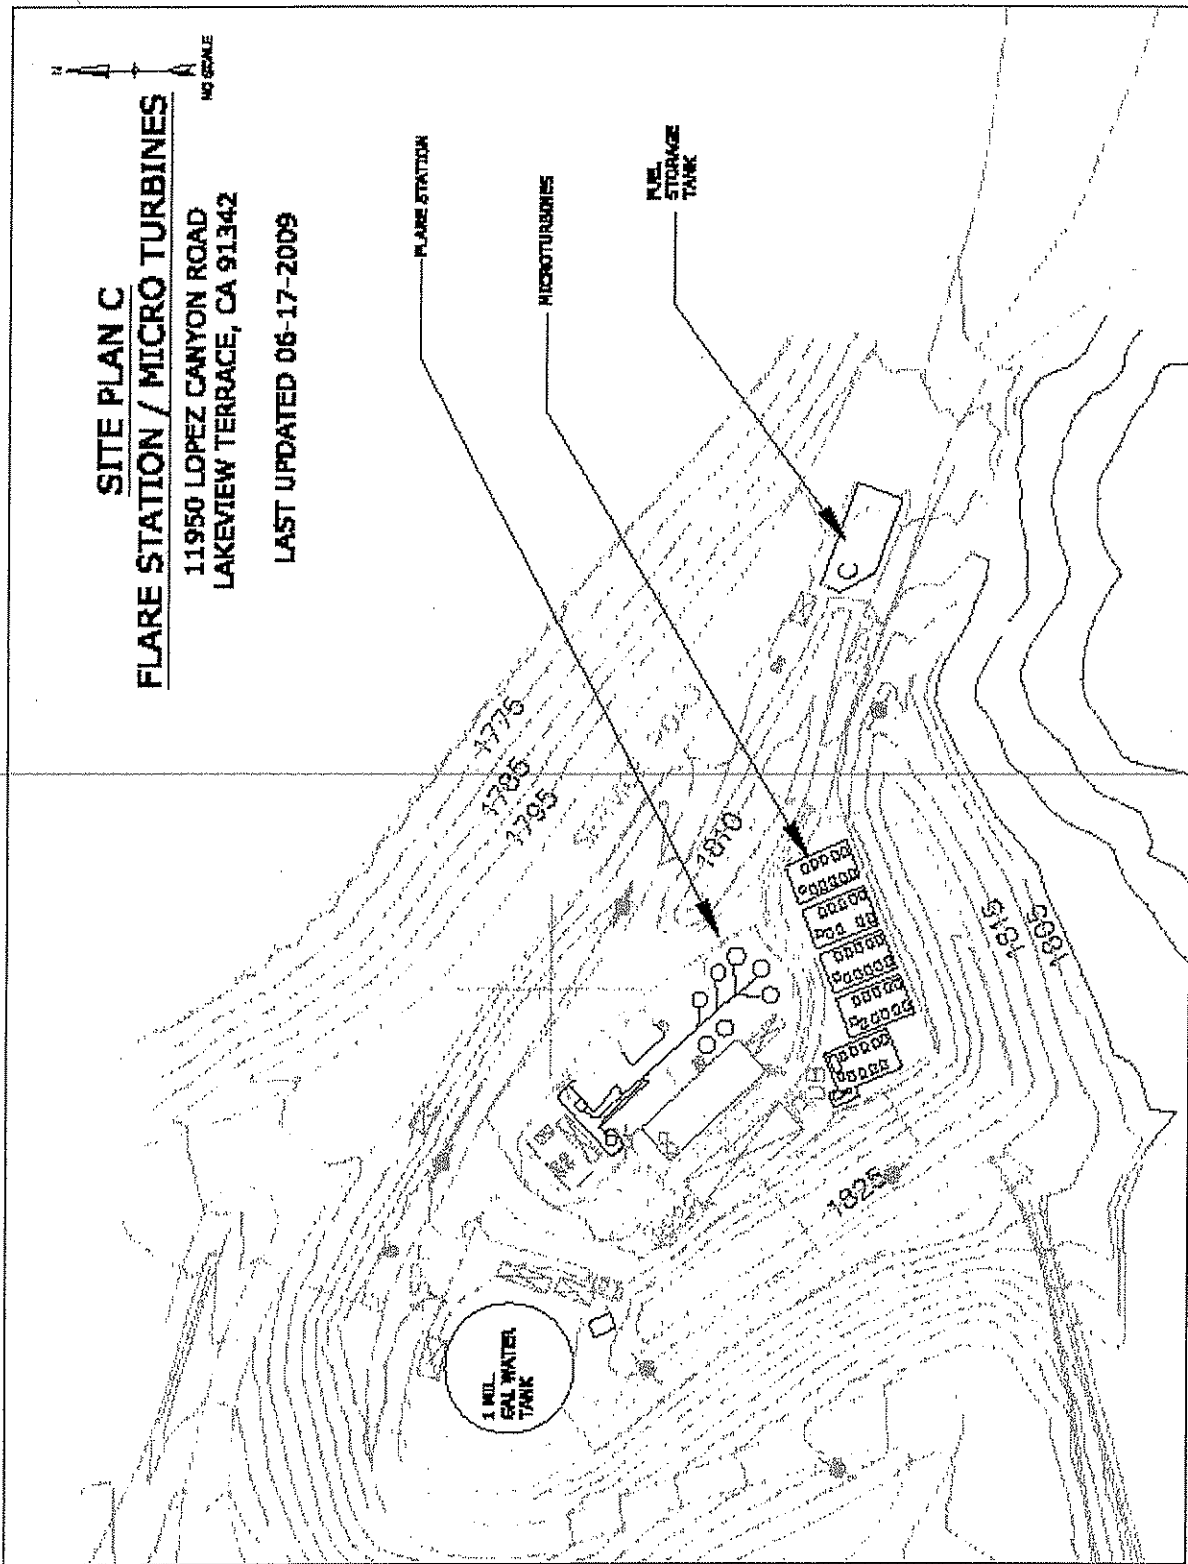 SITE PLAN C
FLARE STATION / MICRO TURBINES
11950 LOPEZ CANYON ROAD
LAKEVIEW TERRACE, CA 91342
LAST UPDATED 06-17-2009
N
NO SCALE
FLARE STATION
MICROTURBINES
FUEL
STORAGE
TANK
1775
1785
1795
1810
C
1815
1805
1825
1 MIL.
GAL WATER
TANK